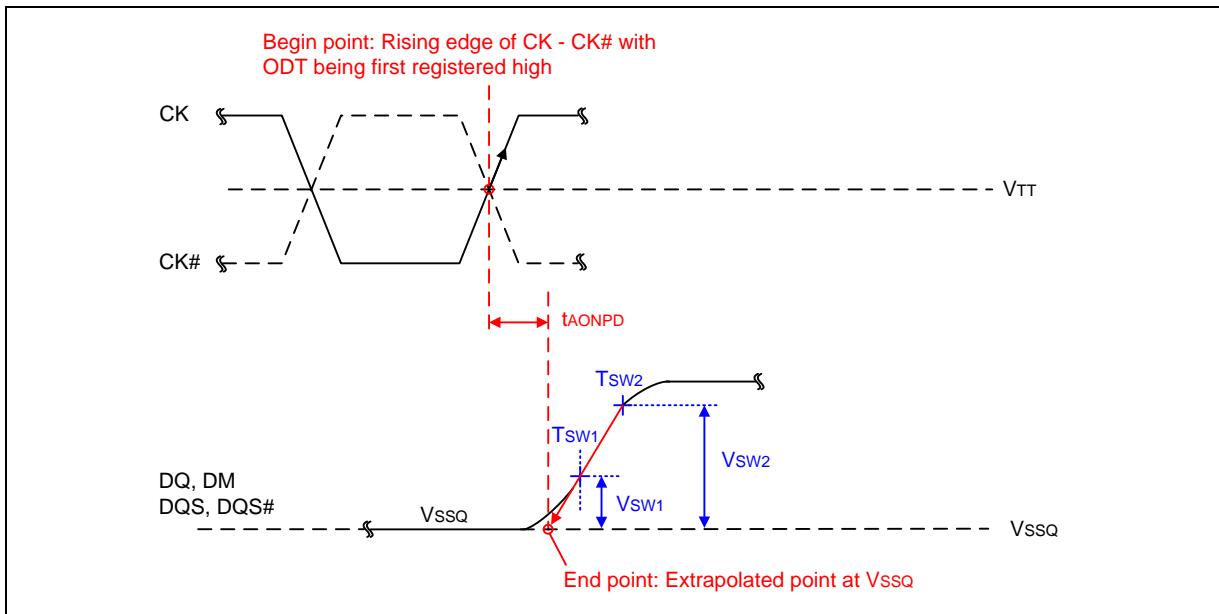 Begin point: Rising edge of CK - CK# with
ODT being first registered high
CK
VTT
CK#
tAONPD
TSW2
TSW1
VSW2
DQ, DM
DQS, DQS#
VSW1
VSSQ
VSSQ
End point: Extrapolated point at VSSQ